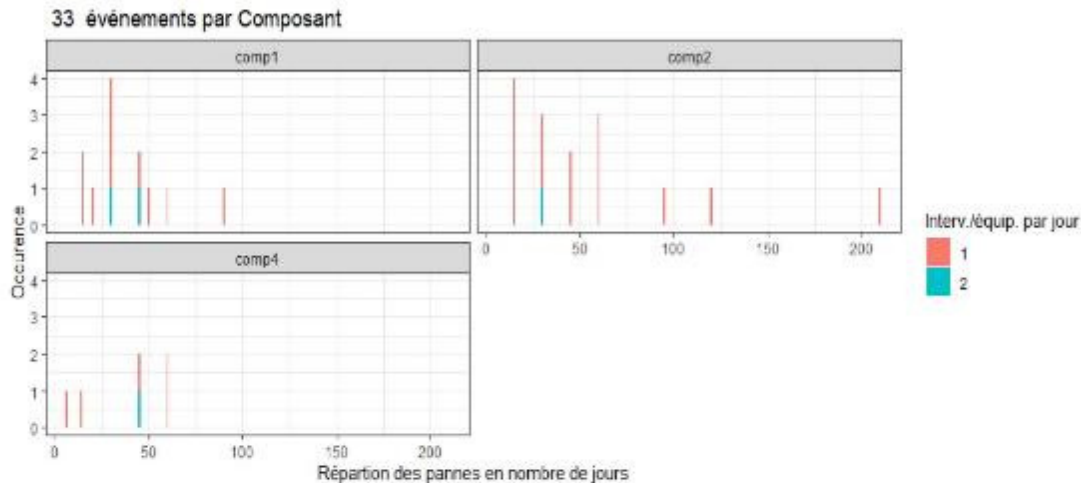 33 événements par Composant
comp1
comp2
4
3
2
1
0
0 50 100 150 200
Interv./équip. par jour
1
2
comp4
4
3
2
1
0
0 50 100 150 200
Occurence
Répartion des pannes en nombre de jours